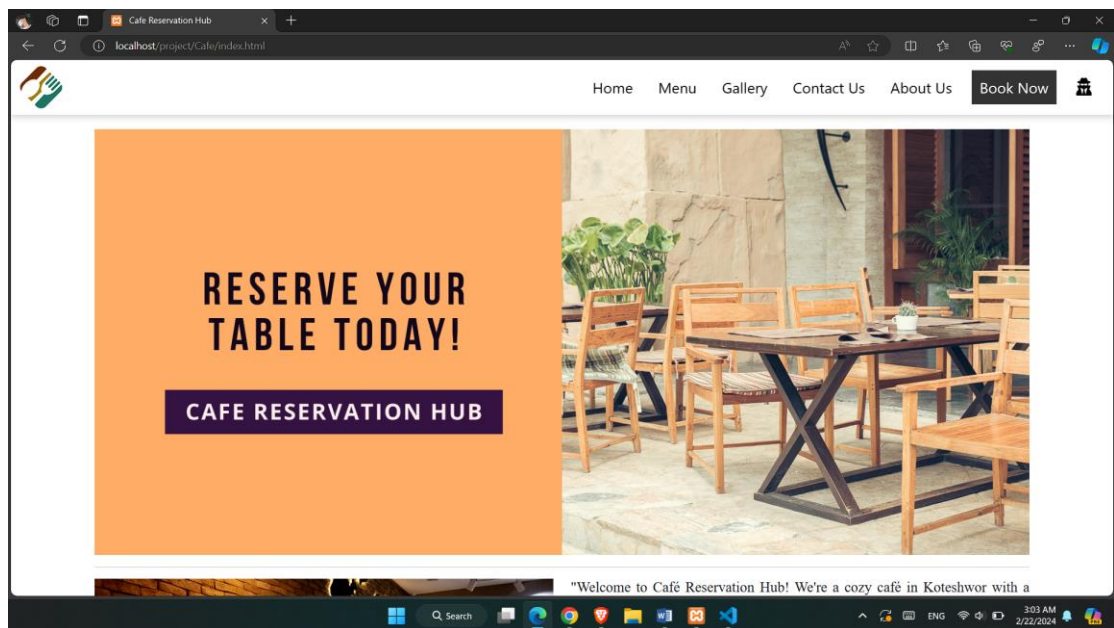 Cafe Reservation Hub
localhost/project/Cafe/index.html
Home Menu Gallery Contact Us About Us Book Now
RESERVE YOUR
TABLE TODAY!
CAFE RESERVATION HUB
"Welcome to Café Reservation Hub! We're a cozy café in Koteshwor with a
Search
ENG
3:03 AM
2/22/2024